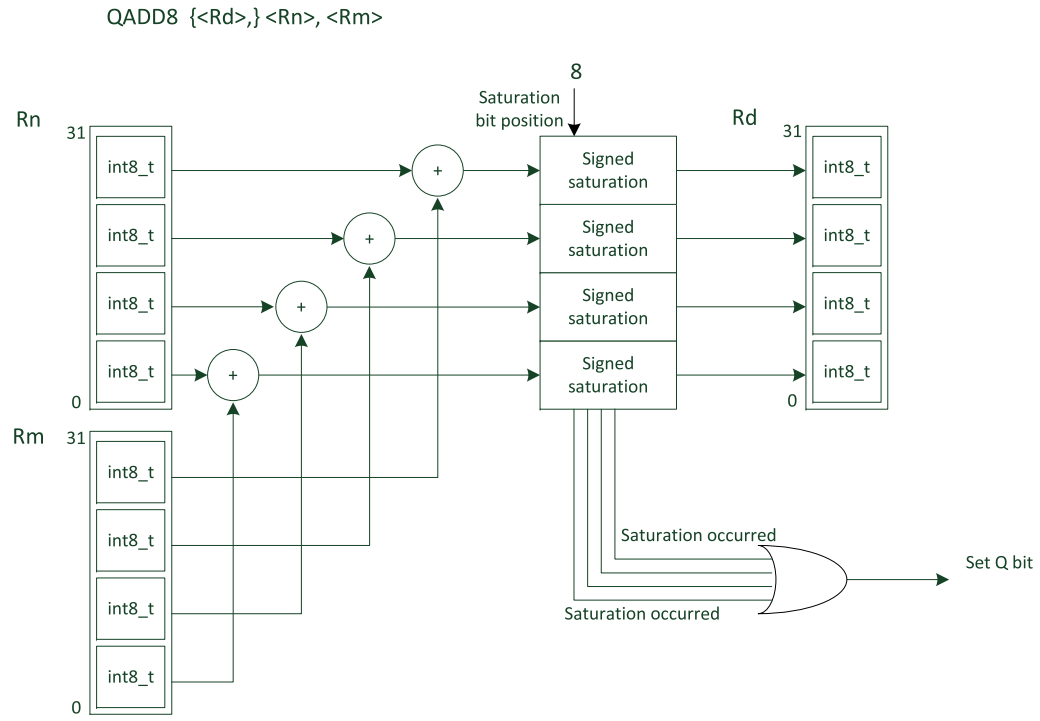 QADD8 {<Rd>,} <Rn>, <Rm>
8
Saturation
bit position
Rn
31
int8_t
int8_t
int8_t
int8_t
0
+
+
+
+
Signed
saturation
Signed
saturation
Signed
saturation
Signed
saturation
Rd
31
int8_t
int8_t
int8_t
int8_t
0
Rm
31
int8_t
int8_t
int8_t
int8_t
0
Saturation occurred
Saturation occurred
Set Q bit